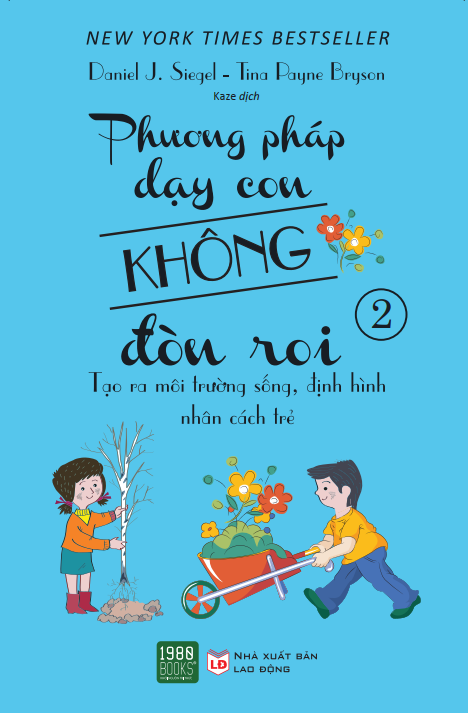 NEW YORK TIMES BESTSELLER
Daniel J. Siegel - Tina Payne Bryson
Kaze dịch
Phương pháp
dạy con
KHÔNG
đòn roi
2
Tạo ra môi trường sống, định hình
nhân cách trẻ
1980
BOOKS
NHÀ XUẤT BẢN
LAO ĐỘNG
LĐ